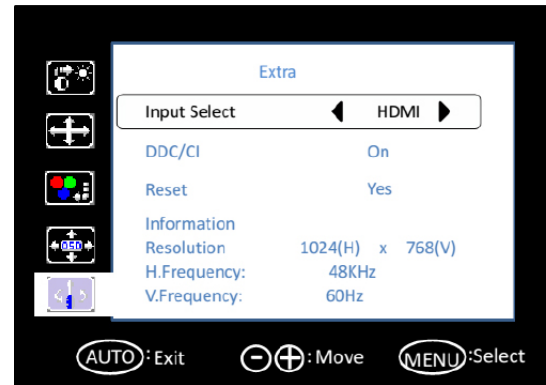 Extra
Input Select HDMI
DDC/CI On
Reset Yes
Information
Resolution 1024(H) x 768(V)
H.Frequency: 48KHz
V.Frequency: 60Hz
OSD
AUTO : Exit - + : Move MENU :Select